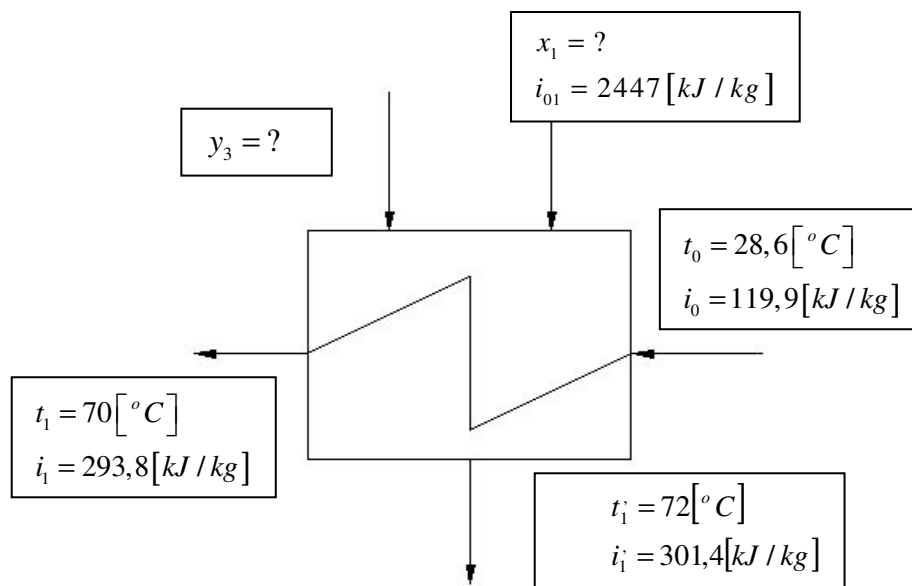 x₁ = ?
i₀₁ = 2447 [kJ / kg]
y₃ = ?
t₀ = 28,6 [°C]
i₀ = 119,9 [kJ / kg]
t₁ = 70 [°C]
i₁ = 293,8 [kJ / kg]
t₁' = 72 [°C]
i₁' = 301,4 [kJ / kg]